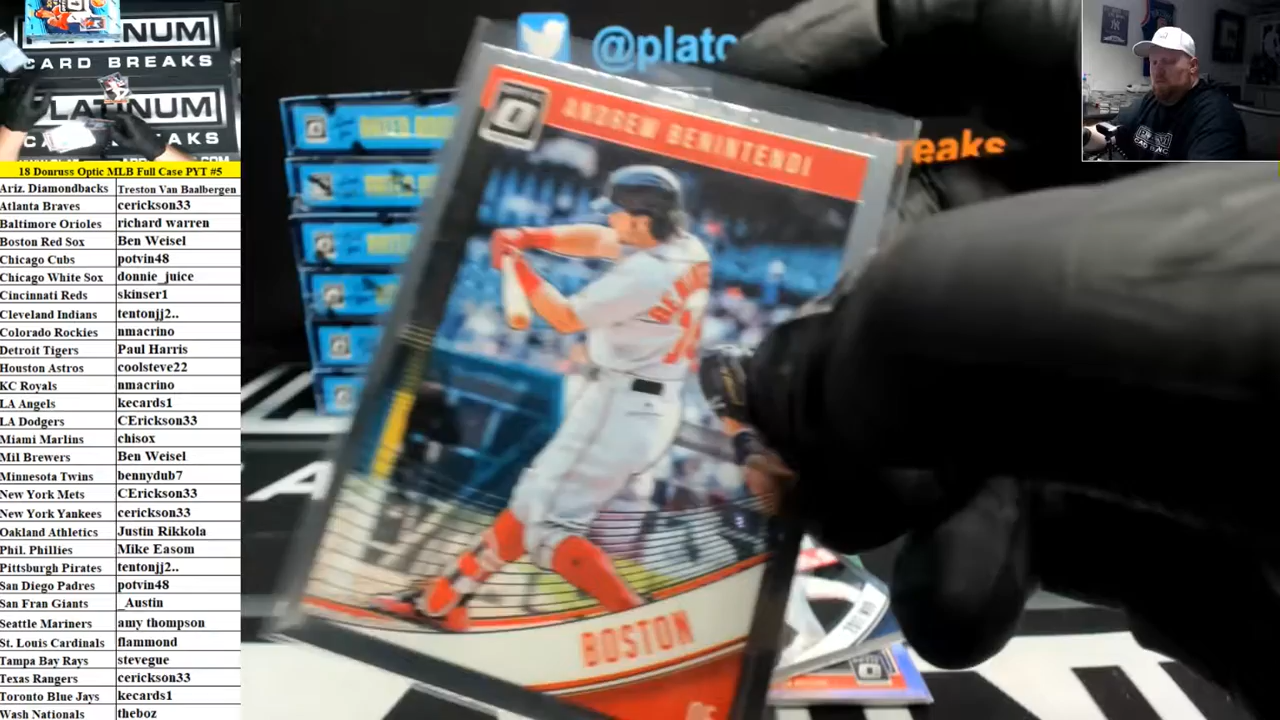 PLATINUM
CARD BREAKS
PLATINUM
18 Donruss Optic MLB Full Case PYT #5
Ariz. Diamondbacks Treston Van Baalbergen
Atlanta Braves cerickson33
Baltimore Orioles richard warren
Boston Red Sox Ben Weisel
Chicago Cubs potvin48
Chicago White Sox donnie_juice
Cincinnati Reds skinser1
Cleveland Indians tentonjj2..
Colorado Rockies nmacrino
Detroit Tigers Paul Harris
Houston Astros coolsteve22
KC Royals nmacrino
LA Angels kecards1
LA Dodgers CErickson33
Miami Marlins chisox
Mil Brewers Ben Weisel
Minnesota Twins bennydub7
New York Mets CErickson33
New York Yankees cerickson33
Oakland Athletics Justin Rikkola
Phil. Phillies Mike Easom
Pittsburgh Pirates tentonjj2..
San Diego Padres potvin48
San Fran Giants _Austin
Seattle Mariners amy thompson
St. Louis Cardinals flammond
Tampa Bay Rays stevegue
Texas Rangers cerickson33
Toronto Blue Jays kecards1
Wash Nationals theboz
@platc
reaks
ANDREW BENINTENDI
BOSTON
OF